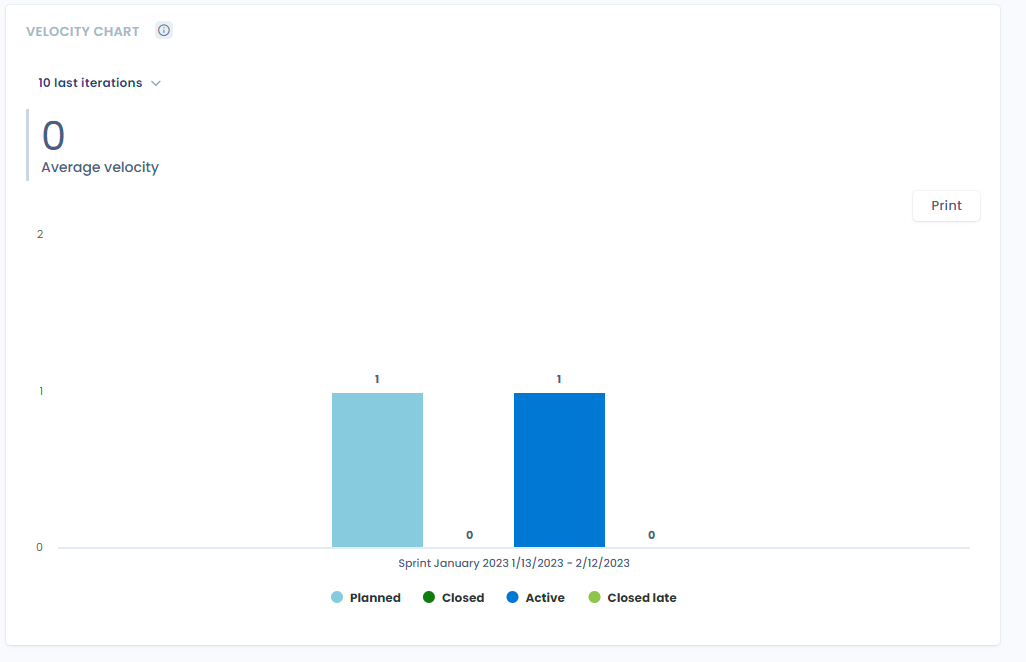 VELOCITY CHART
10 last iterations
0
Average velocity
Print
2
1
0
1
0
1
0
Sprint January 2023 1/13/2023 - 2/12/2023
Planned Closed Active Closed late